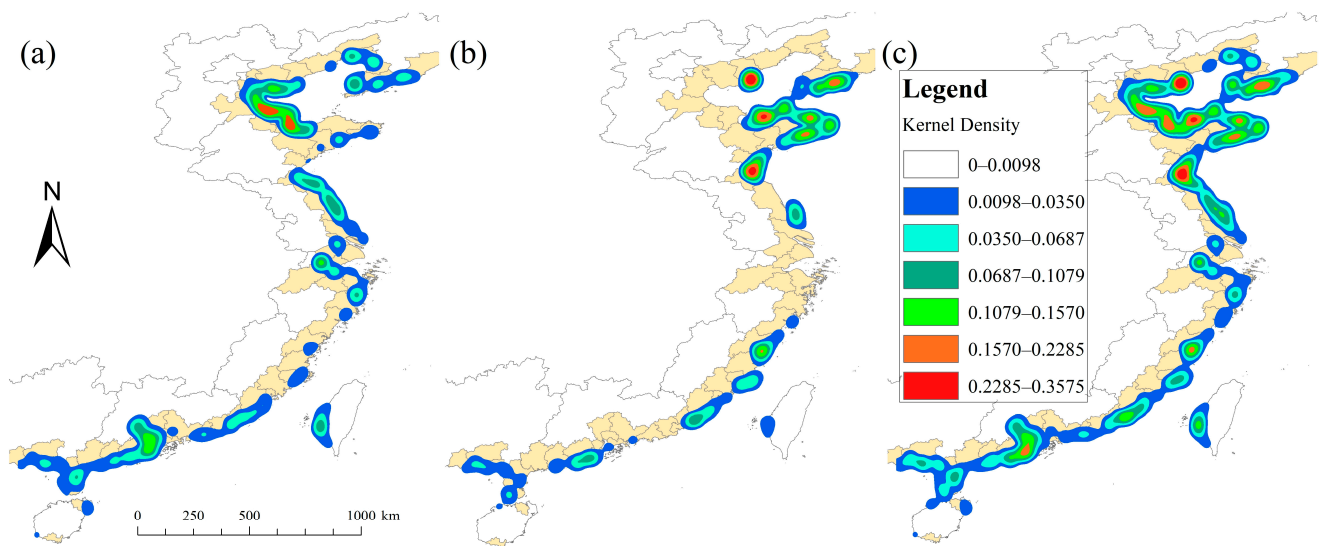 (a)
(b)
(c)
N
0 250 500 1000 km
Legend
Kernel Density
0–0.0098
0.0098–0.0350
0.0350–0.0687
0.0687–0.1079
0.1079–0.1570
0.1570–0.2285
0.2285–0.3575